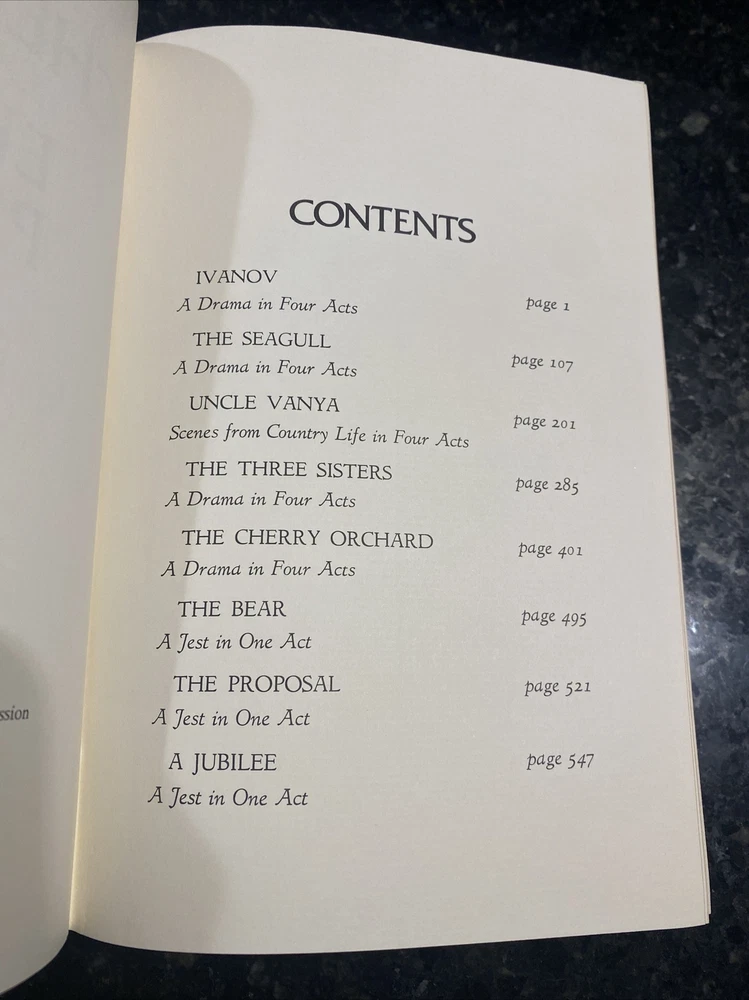 CONTENTS
IVANOV
A Drama in Four Acts page 1
THE SEAGULL
A Drama in Four Acts page 107
UNCLE VANYA
Scenes from Country Life in Four Acts page 201
THE THREE SISTERS
A Drama in Four Acts page 285
THE CHERRY ORCHARD
A Drama in Four Acts page 401
THE BEAR
A Jest in One Act page 495
THE PROPOSAL
A Jest in One Act page 521
A JUBILEE
A Jest in One Act page 547